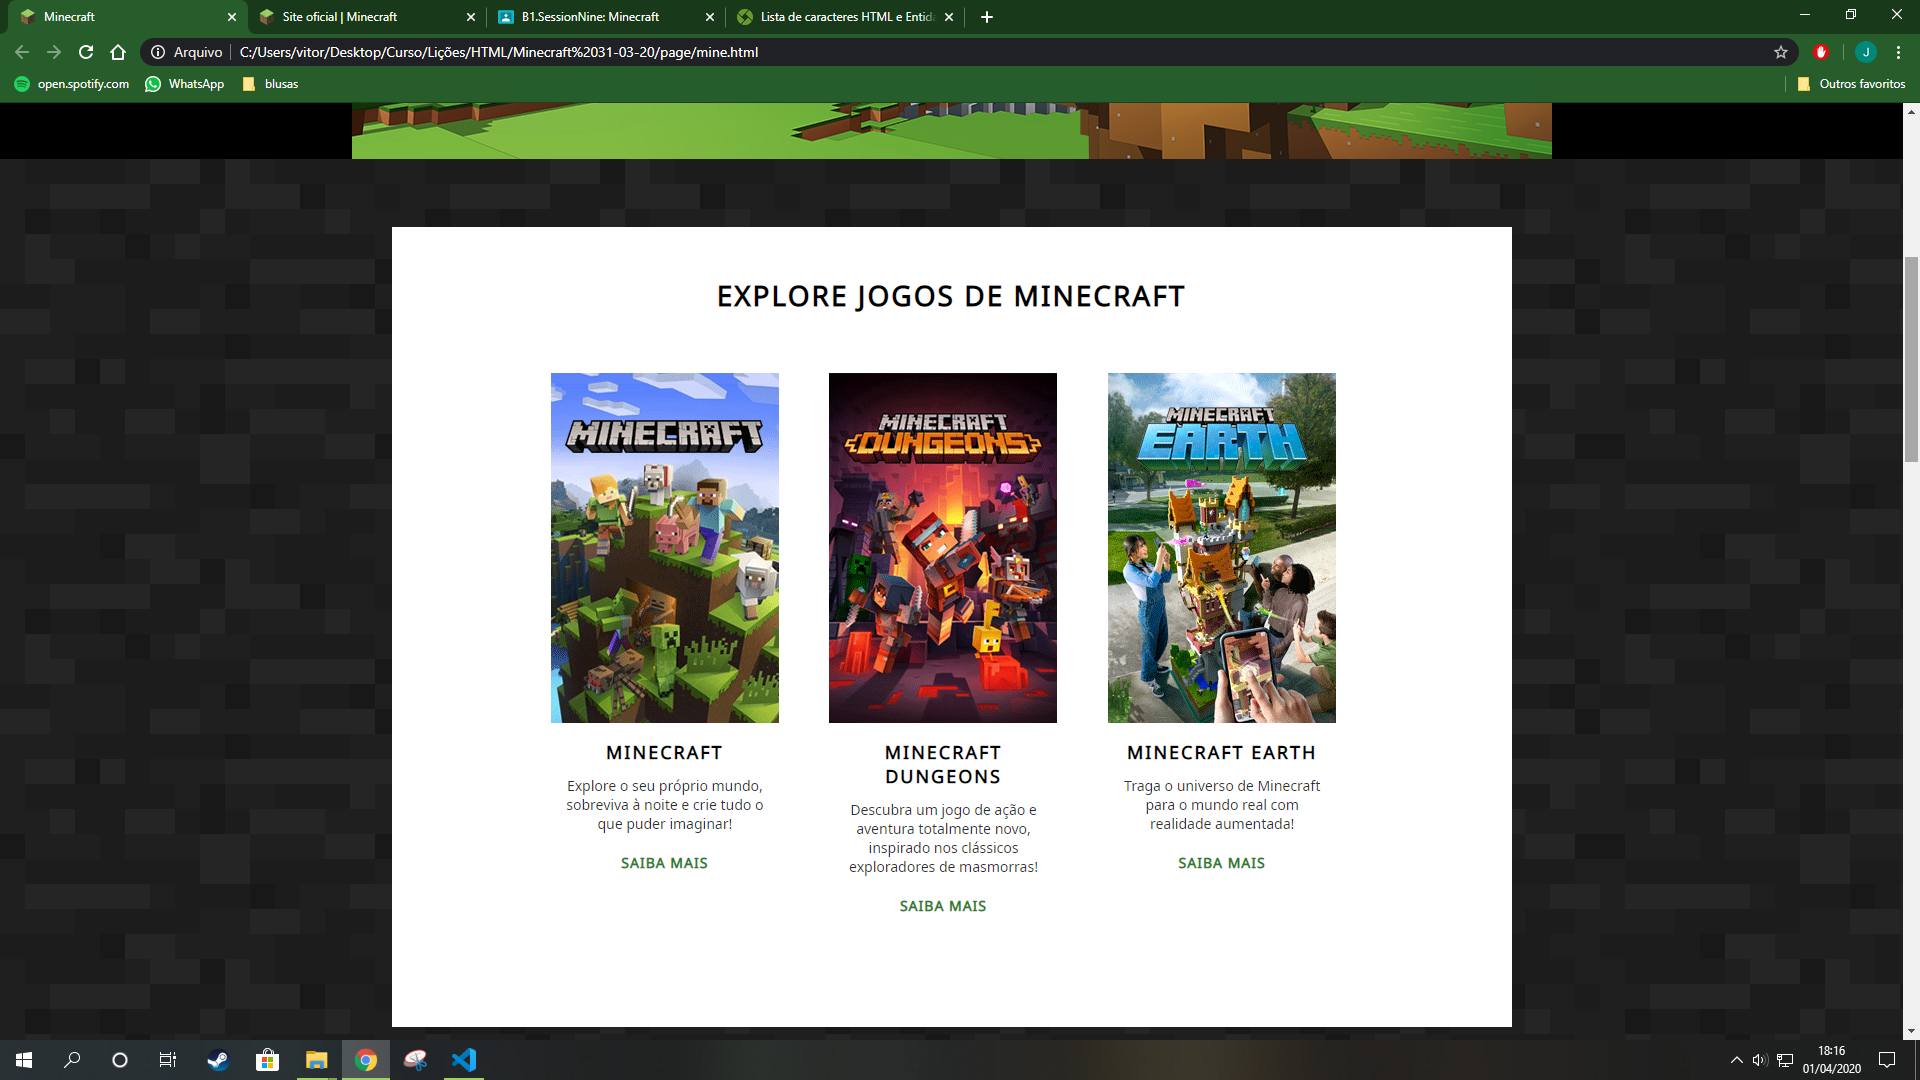 Minecraft
Site oficial | Minecraft
B1.SessionNine: Minecraft
Lista de caracteres HTML e Entid
Arquivo
C:/Users/vitor/Desktop/Curso/Lições/HTML/Minecraft%2031-03-20/page/mine.html
J
open.spotify.com
WhatsApp
blusas
Outros favoritos
EXPLORE JOGOS DE MINECRAFT
MINECRAFT
MINECRAFT
DUNGEONS
MINECRAFT
EARTH
MINECRAFT
Explore o seu próprio mundo,
sobreviva à noite e crie tudo o
que puder imaginar!
SAIBA MAIS
MINECRAFT
DUNGEONS
Descubra um jogo de ação e
aventura totalmente novo,
inspirado nos clássicos
exploradores de masmorras!
SAIBA MAIS
MINECRAFT EARTH
Traga o universo de Minecraft
para o mundo real com
realidade aumentada!
SAIBA MAIS
18:16
01/04/2020